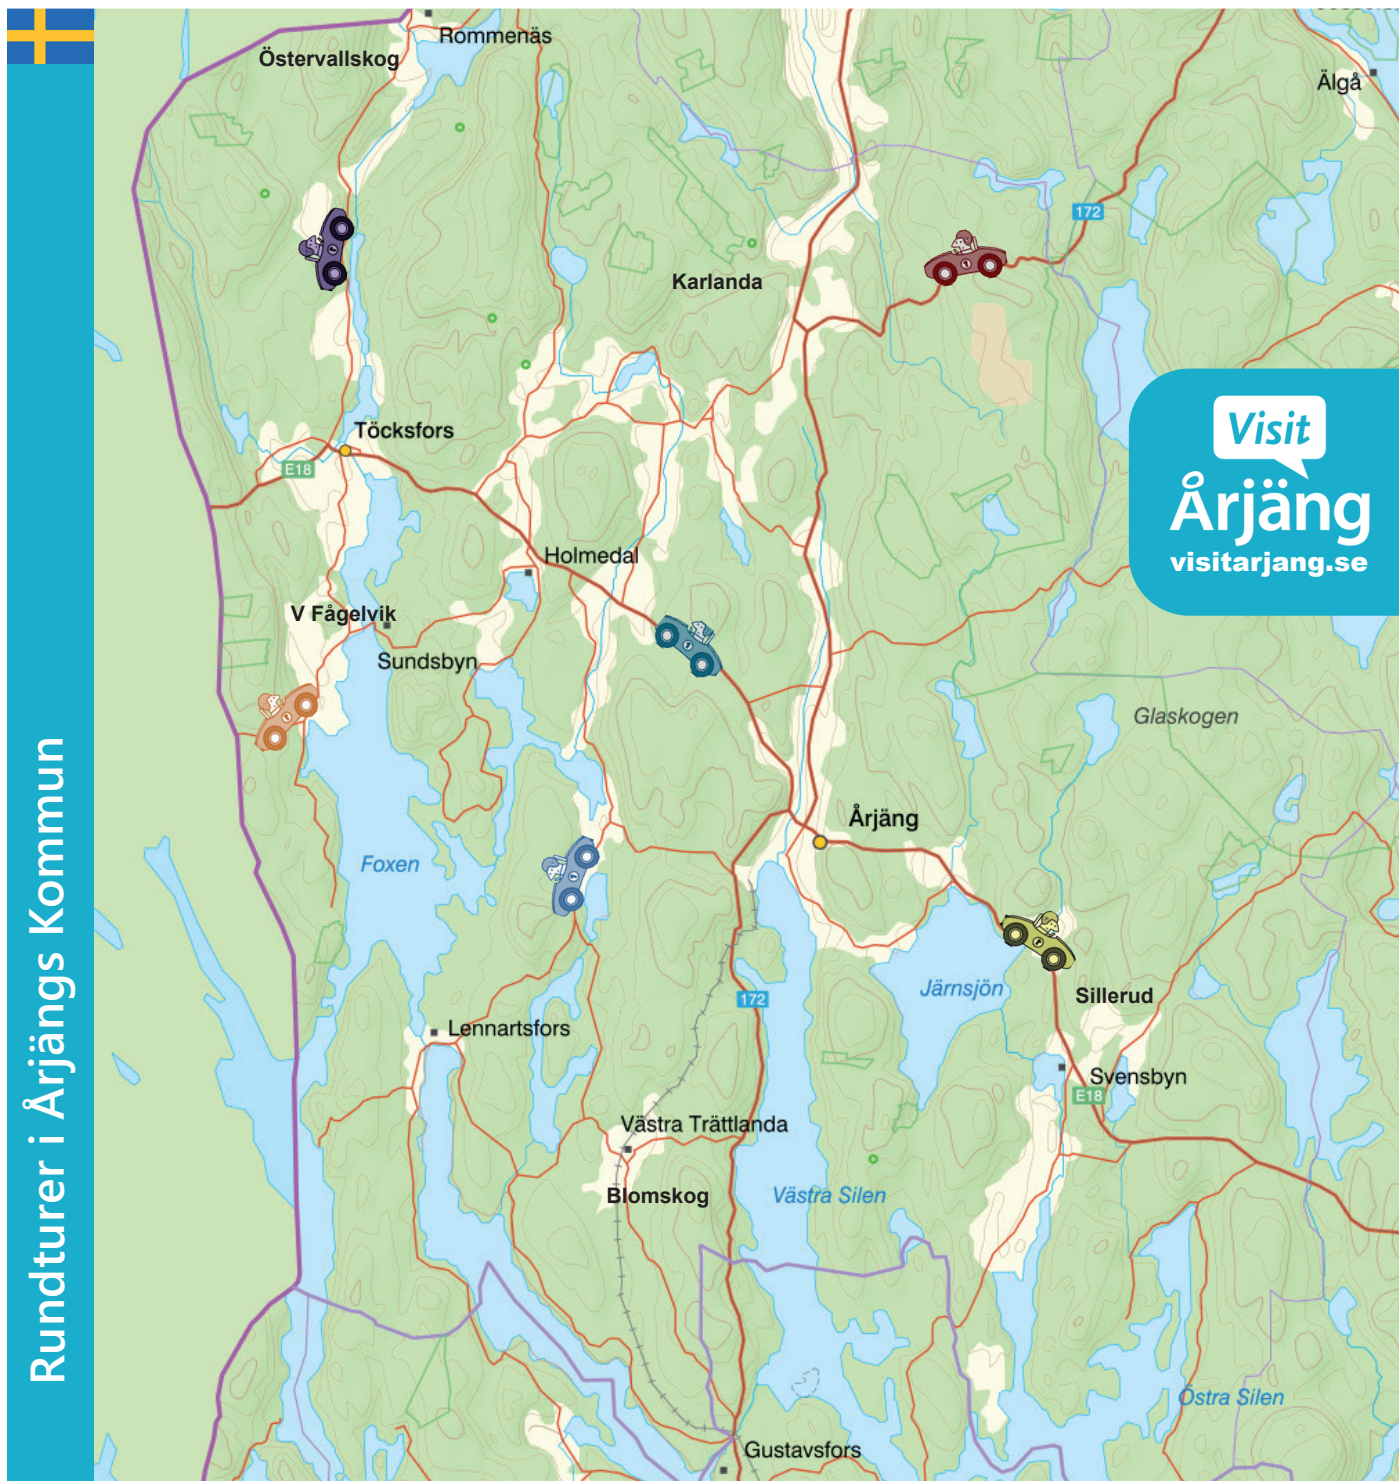 Rommenäs
Östervallskog
Älgå
172
Karlanda
Visit
Årjäng
visitarjang.se
Töcksfors
E18
Holmedal
V Fågelvik
Sundsbyn
Glaskogen
Årjäng
Foxen
Järnsjön
Sillerud
172
Lennartsfors
Svensbyn
E18
Västra Trättlanda
Blomskog
Västra Silen
Östra Silen
Gustavsfors
Rundturer i Årjängs Kommun